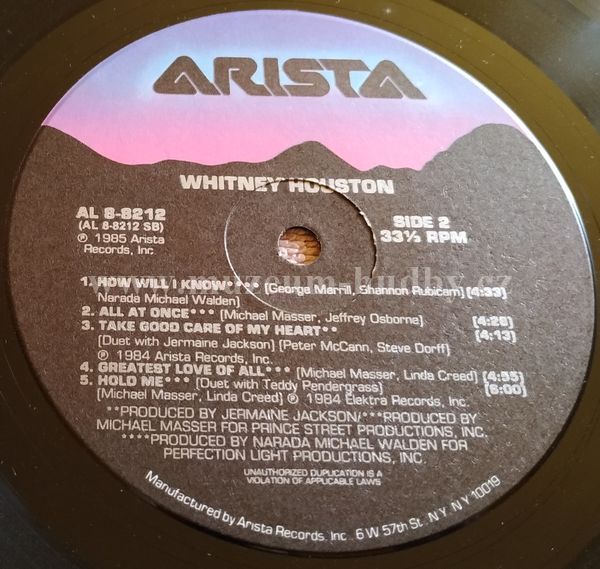 ARISTA
WHITNEY HOUSTON
AL 8-8212
(AL 8-8212 SB)
℗ 1985 Arista
Records, Inc.
SIDE 2
33⅓ RPM
1. HOW WILL I KNOW**** (George Merrill, Shannon Rubicam) (4:33)
Narada Michael Walden)
2. ALL AT ONCE*** (Michael Masser, Jeffrey Osborne) (4:26)
3. TAKE GOOD CARE OF MY HEART** (4:13)
(Duet with Jermaine Jackson) (Peter McCann, Steve Dorff)
℗ 1984 Arista Records, Inc.
4. GREATEST LOVE OF ALL*** (Michael Masser, Linda Creed) (4:55)
5. HOLD ME*** (Duet with Teddy Pendergrass) (6:00)
(Michael Masser, Linda Creed) ℗ 1984 Elektra Records, Inc.
**PRODUCED BY JERMAINE JACKSON/***PRODUCED BY
MICHAEL MASSER FOR PRINCE STREET PRODUCTIONS, INC.
****PRODUCED BY NARADA MICHAEL WALDEN FOR
PERFECTION LIGHT PRODUCTIONS, INC.
UNAUTHORIZED DUPLICATION IS A
VIOLATION OF APPLICABLE LAWS
Manufactured by Arista Records, Inc. 6 W 57th St. N Y, N Y 10019